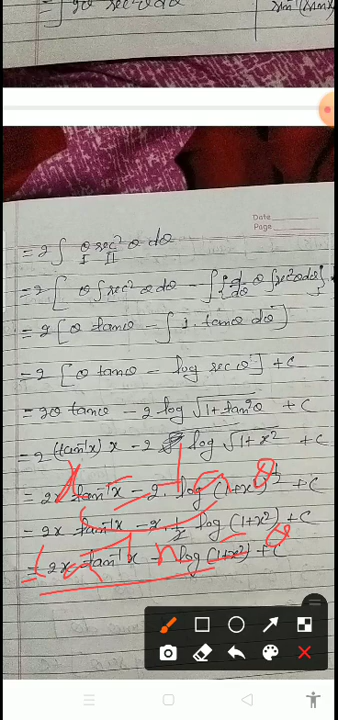 = ∫ 2θ sec²θ dθ
Date
Page
= 2 ∫ θ sec²θ dθ
I II
= 2 [ θ ∫ sec²θ dθ - ∫ { d/dθ θ ∫ sec²θ dθ }
= 2 [ θ tanθ - ∫ 1. tanθ dθ ]
= 2 [ θ tanθ - log secθ ] + C
= 2θ tanθ - 2 log √1+tan²θ + C
= 2 (tan⁻¹x) x - 2 log √1+x² + C
= 2x tan⁻¹x - 2. log (1+x²)^½ + C
= 2x tan⁻¹x - 2. 1/2 log (1+x²) + C
= 2x tan⁻¹x - log (1+x²) + C